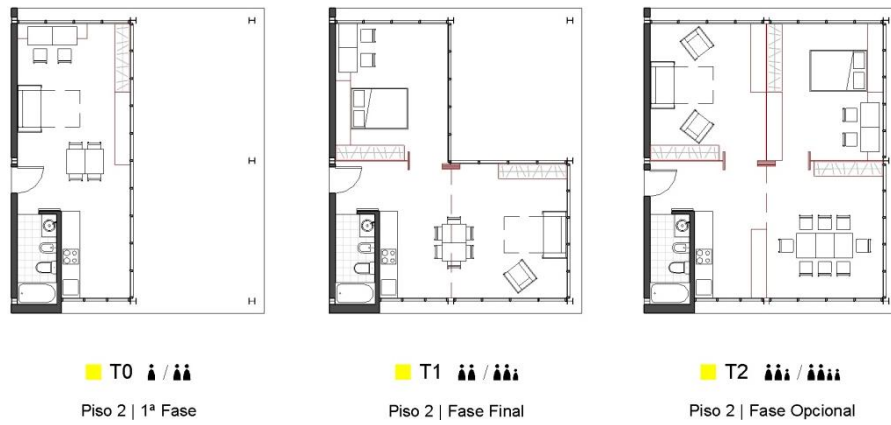 T0 /
T1 /
T2 /
Piso 2 | 1ª Fase
Piso 2 | Fase Final
Piso 2 | Fase Opcional